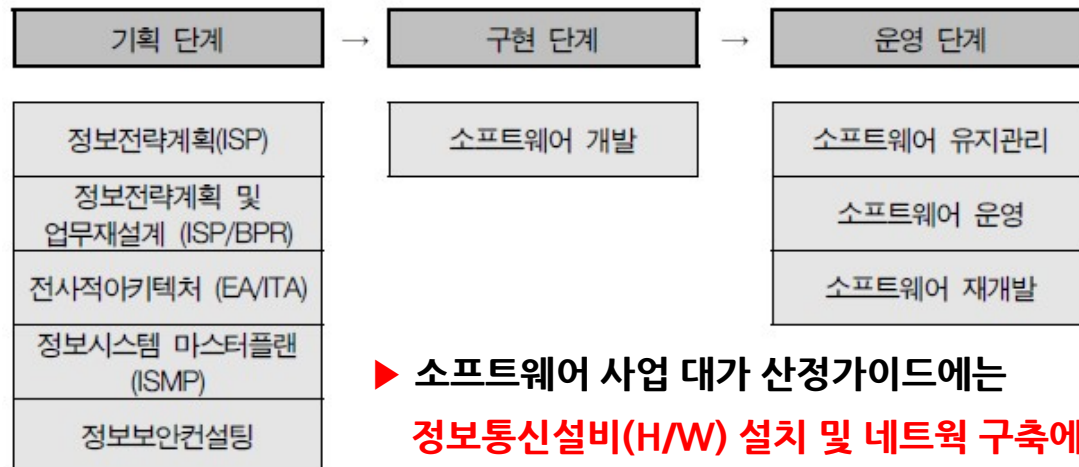 기획 단계 → 구현 단계 → 운영 단계
정보전략계획(ISP)
정보전략계획 및
업무재설계 (ISP/BPR)
전사적아키텍처 (EA/ITA)
정보시스템 마스터플랜
(ISMP)
정보보안컨설팅
소프트웨어 개발
소프트웨어 유지관리
소프트웨어 운영
소프트웨어 재개발
▶ 소프트웨어 사업 대가 산정가이드에는
정보통신설비(H/W) 설치 및 네트웍 구축에